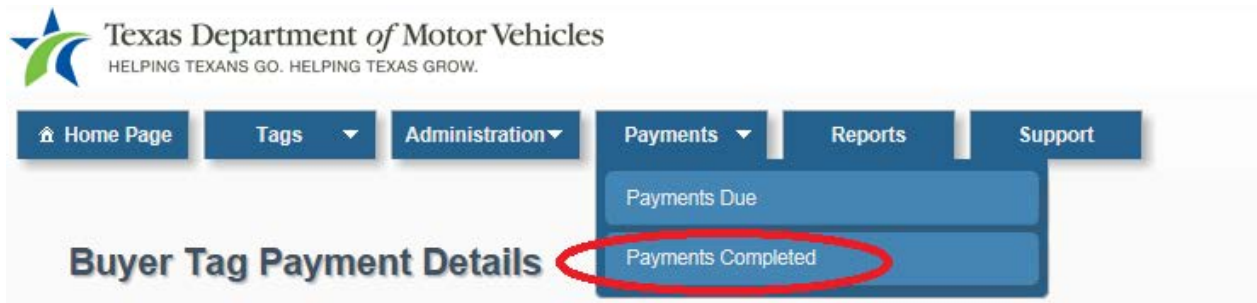 Texas Department of Motor Vehicles
HELPING TEXANS GO. HELPING TEXAS GROW.
Home Page Tags Administration Payments Reports Support
Payments Due
Payments Completed
Buyer Tag Payment Details